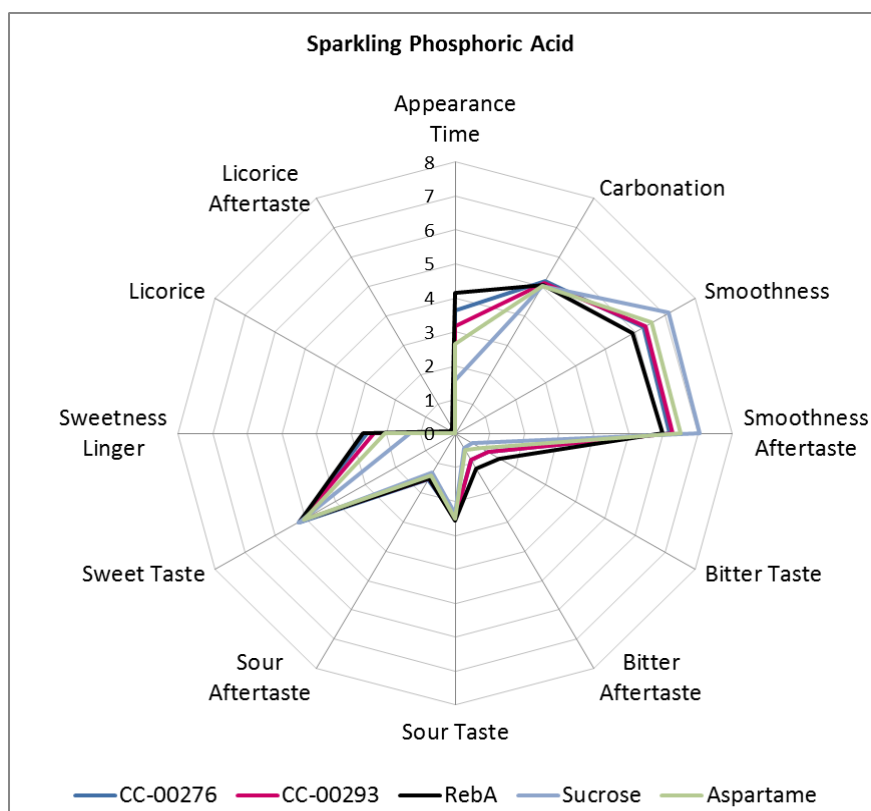 Sparkling Phosphoric Acid
Appearance
Time
Licorice
Aftertaste
Carbonation
Licorice
Smoothness
Sweetness
Linger
Smoothness
Aftertaste
Sweet Taste
Bitter Taste
Sour
Aftertaste
Bitter
Aftertaste
Sour Taste
8
7
6
5
4
3
2
1
0
CC-00276
CC-00293
RebA
Sucrose
Aspartame